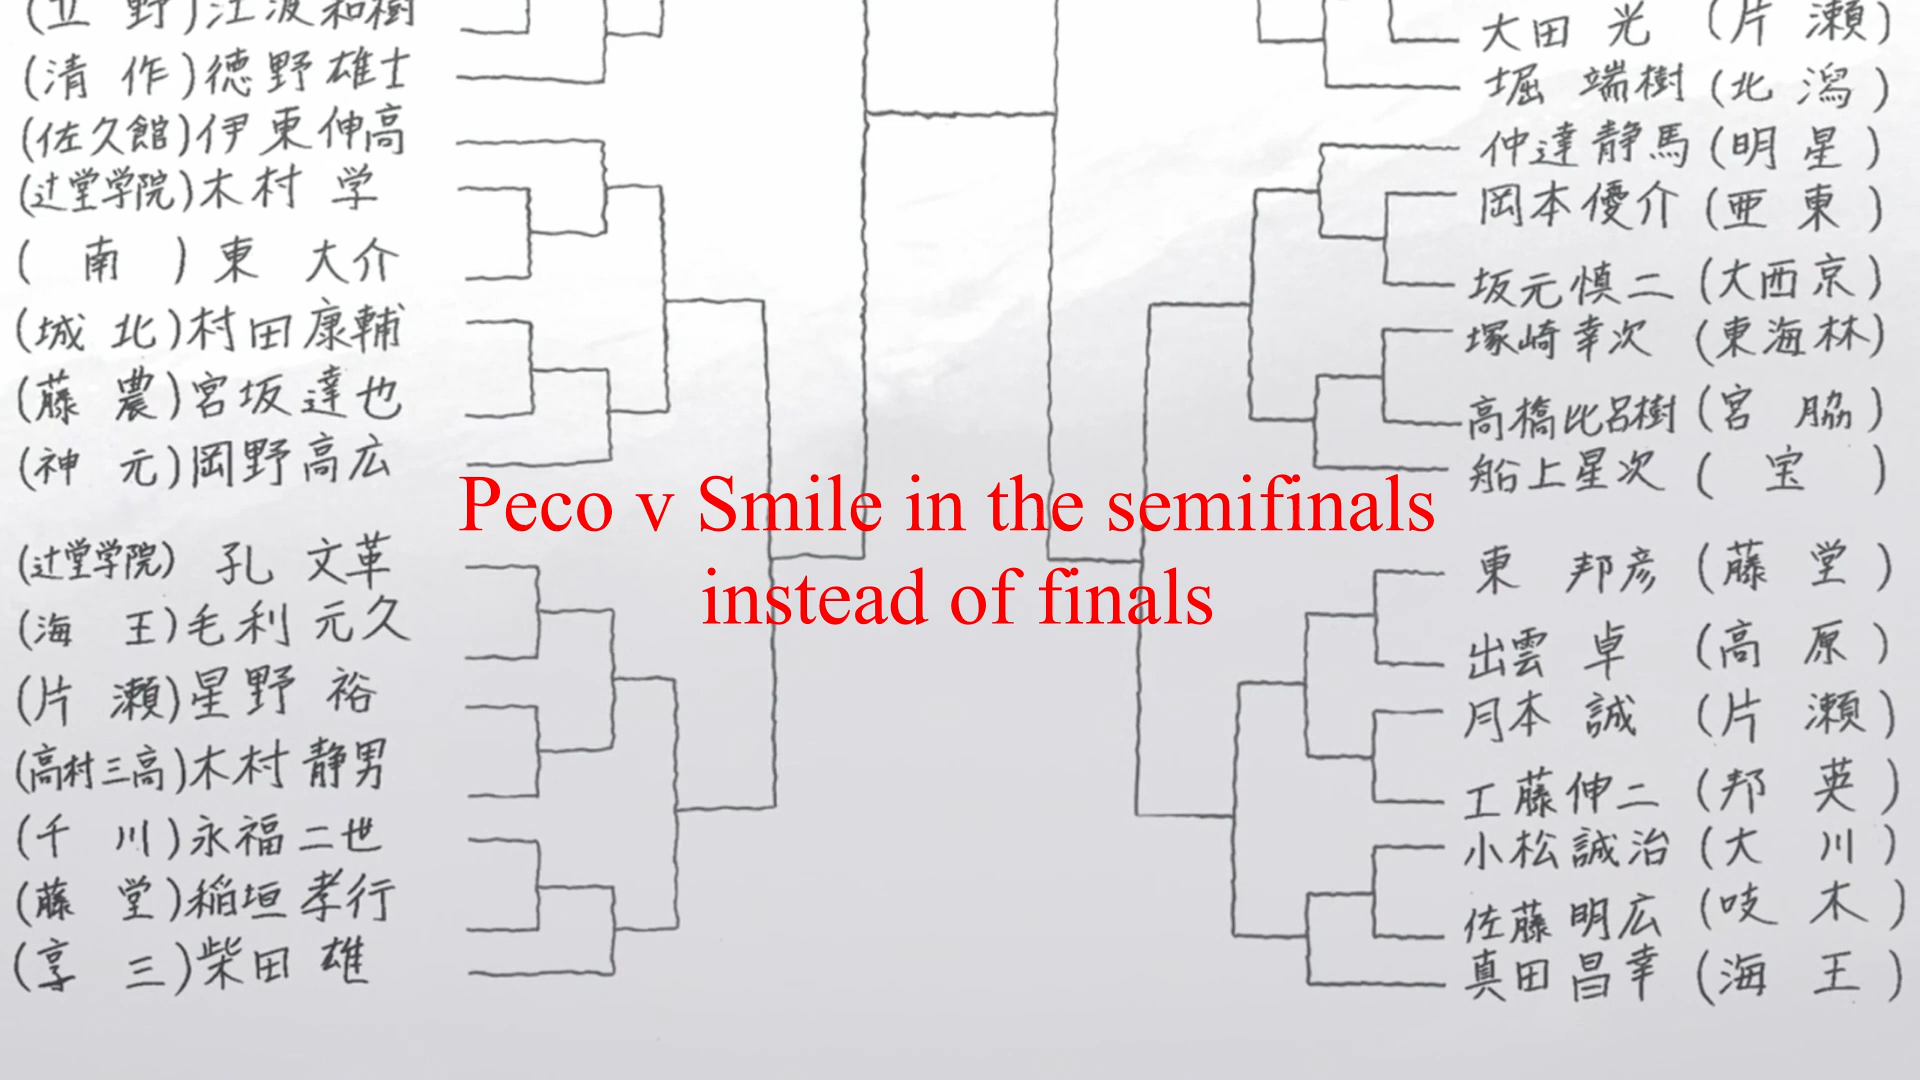 (立 野)江波和樹
(清 作)徳野雄士
(佐久館)伊東伸高
(辻堂学院)木村 学
( 南 )東 大介
(城 北)村田康輔
(藤 農)宮坂達也
(神 元)岡野高広
(辻堂学院) 孔 文革
(海 王)毛利元久
(片 瀬)星野 裕
(高村三高)木村静男
(千 川)永福二世
(藤 堂)稲垣孝行
(享 三)柴田 雄
大田 光 (片 瀬)
堀 端樹 (北 潟)
仲達静馬 (明 星)
岡本優介 (亜 東)
坂元慎二 (大西京)
塚崎幸次 (東海林)
高橋比呂樹 (宮 脇)
船上星次 ( 宝 )
東 邦彦 (藤 堂)
出雲 卓 (高 原)
月本 誠 (片 瀬)
工藤伸二 (邦 英)
小松誠治 (大 川)
佐藤明広 (吱 木)
真田昌幸 (海 王)
Peco v Smile in the semifinals
instead of finals